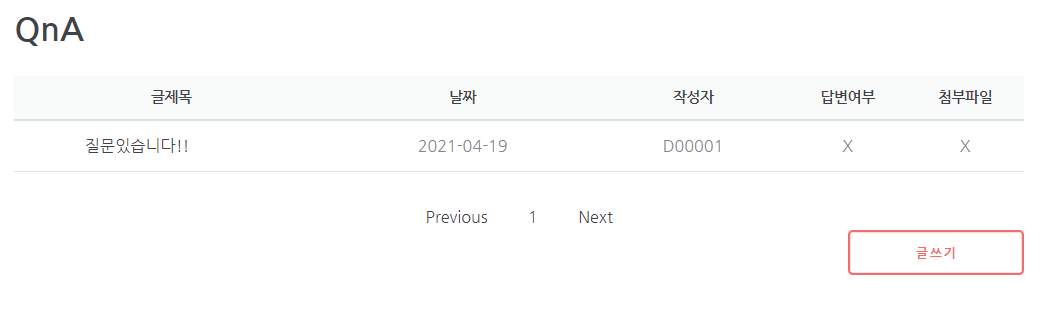 QnA
글제목 날짜 작성자 답변여부 첨부파일
질문있습니다!! 2021-04-19 D00001 X X
Previous 1 Next
글쓰기